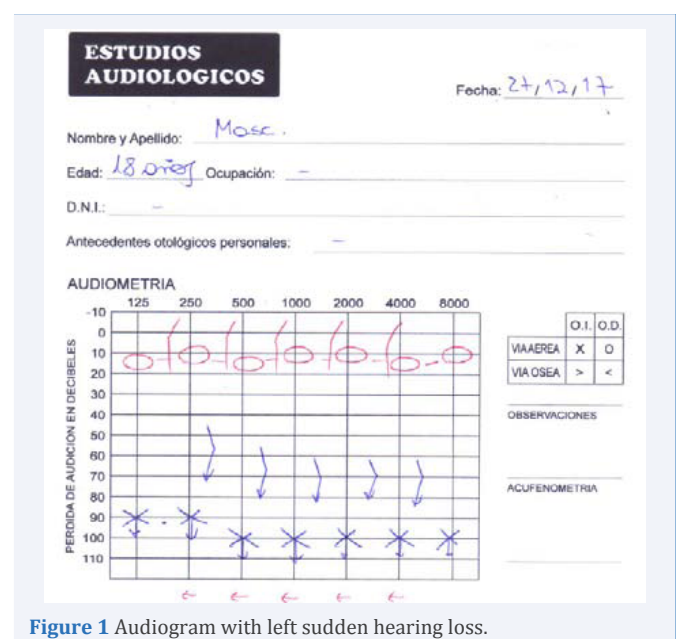 ESTUDIOS
AUDIOLOGICOS
Fecha: 27/12/17
Nombre y Apellido: Masc.
Edad: 18 años Ocupación: -
D.N.I.: -
Antecedentes otológicos personales: -
AUDIOMETRIA
125 250 500 1000 2000 4000 8000
PERDIDA DE AUDICION EN DECIBELES
-10
0
10
20
30
40
50
60
70
80
90
100
110
O.I. O.D.
VIA AEREA X O
VIA OSEA > <
OBSERVACIONES
ACUFENOMETRIA
Figure 1 Audiogram with left sudden hearing loss.